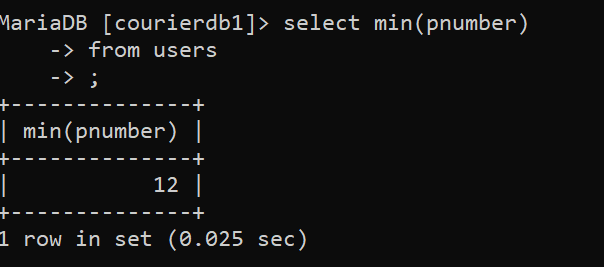 MariaDB [courierdb1]> select min(pnumber)
    -> from users
    -> ;
+--------------+
| min(pnumber) |
+--------------+
|           12 |
+--------------+
1 row in set (0.025 sec)